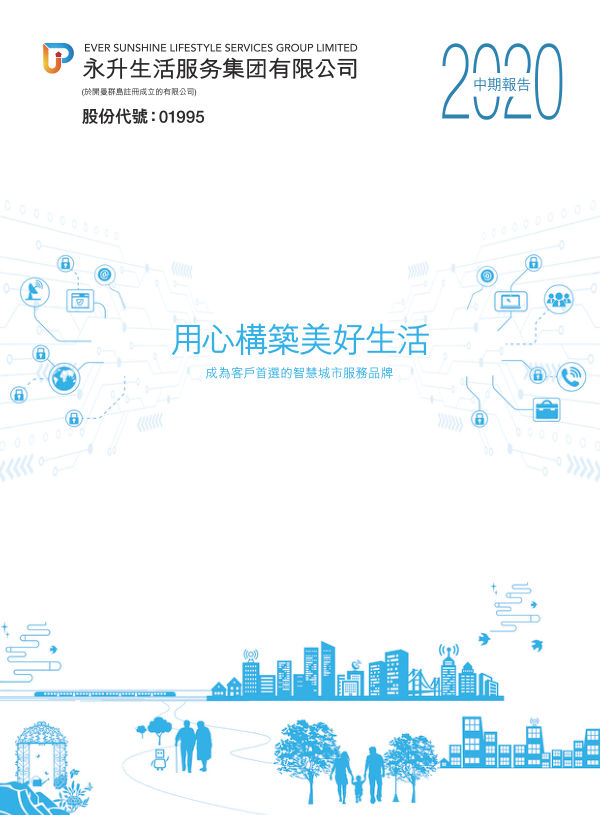 EVER SUNSHINE LIFESTYLE SERVICES GROUP LIMITED
永升生活服务集团有限公司
(於開曼群島註冊成立的有限公司)
股份代號：01995
2020
中期報告
用心構築美好生活
成為客戶首選的智慧城市服務品牌